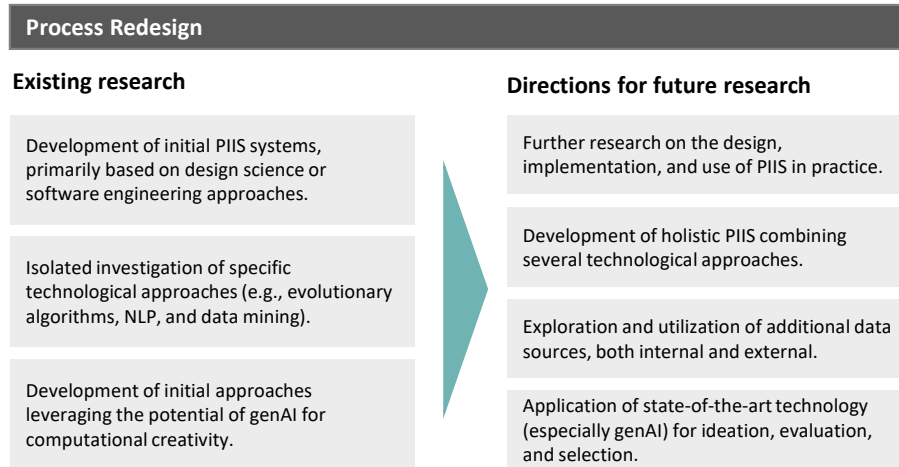 Process Redesign
Existing research
Development of initial PIIS systems,
primarily based on design science or
software engineering approaches.
Isolated investigation of specific
technological approaches (e.g., evolutionary
algorithms, NLP, and data mining).
Development of initial approaches
leveraging the potential of genAI for
computational creativity.
Directions for future research
Further research on the design,
implementation, and use of PIIS in practice.
Development of holistic PIIS combining
several technological approaches.
Exploration and utilization of additional data
sources, both internal and external.
Application of state-of-the-art technology
(especially genAI) for ideation, evaluation,
and selection.